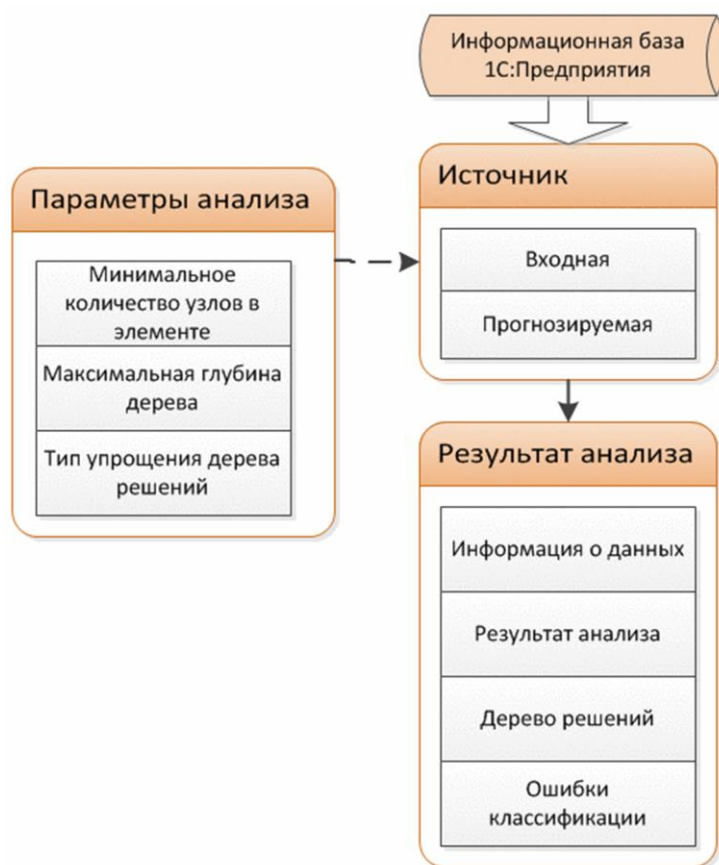 Информационная база
1С:Предприятия
Параметры анализа
Минимальное
количество узлов в
элементе
Максимальная глубина
дерева
Тип упрощения дерева
решений
Источник
Входная
Прогнозируемая
Результат анализа
Информация о данных
Результат анализа
Дерево решений
Ошибки
классификации